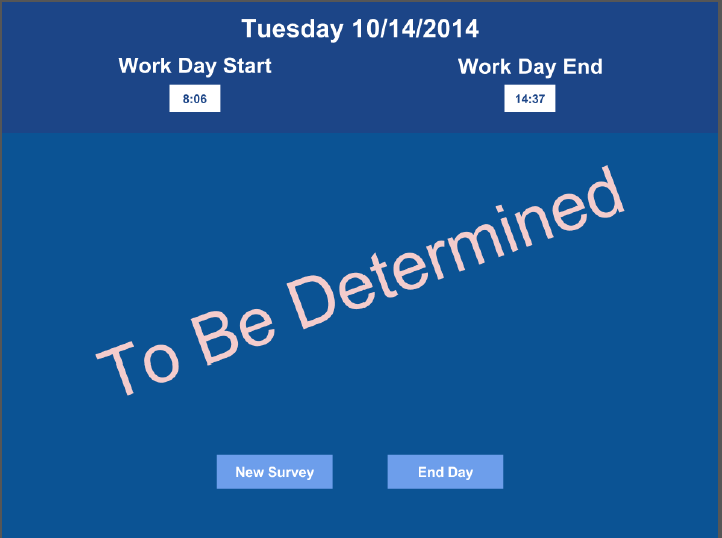 Tuesday 10/14/2014
Work Day Start
Work Day End
8:06
14:37
To Be Determined
New Survey
End Day